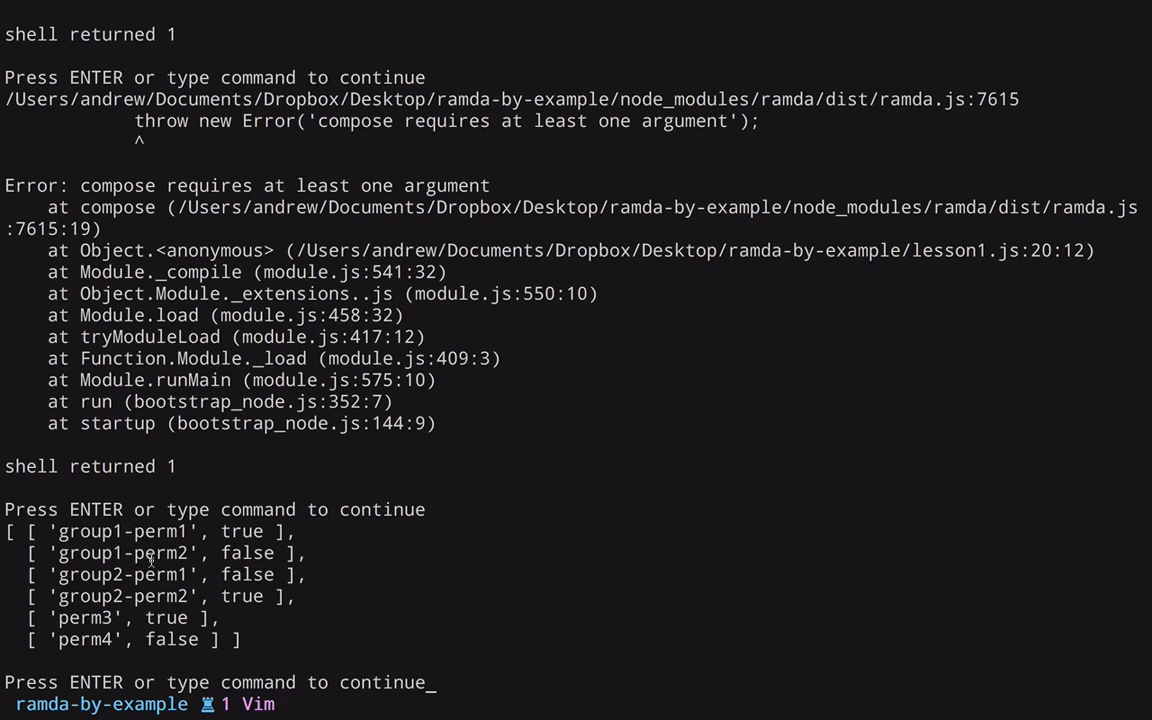 shell returned 1
Press ENTER or type command to continue
/Users/andrew/Documents/Dropbox/Desktop/ramda-by-example/node_modules/ramda/dist/ramda.js:7615
            throw new Error('compose requires at least one argument');
            ^
Error: compose requires at least one argument
    at compose (/Users/andrew/Documents/Dropbox/Desktop/ramda-by-example/node_modules/ramda/dist/ramda.js
:7615:19)
    at Object.<anonymous> (/Users/andrew/Documents/Dropbox/Desktop/ramda-by-example/lesson1.js:20:12)
    at Module._compile (module.js:541:32)
    at Object.Module._extensions..js (module.js:550:10)
    at Module.load (module.js:458:32)
    at tryModuleLoad (module.js:417:12)
    at Function.Module._load (module.js:409:3)
    at Module.runMain (module.js:575:10)
    at run (bootstrap_node.js:352:7)
    at startup (bootstrap_node.js:144:9)
shell returned 1
Press ENTER or type command to continue
[ [ 'group1-perm1', true ],
  [ 'group1-perm2', false ],
  [ 'group2-perm1', false ],
  [ 'group2-perm2', true ],
  [ 'perm3', true ],
  [ 'perm4', false ] ]
Press ENTER or type command to continue_
ramda-by-example ♜ 1 Vim